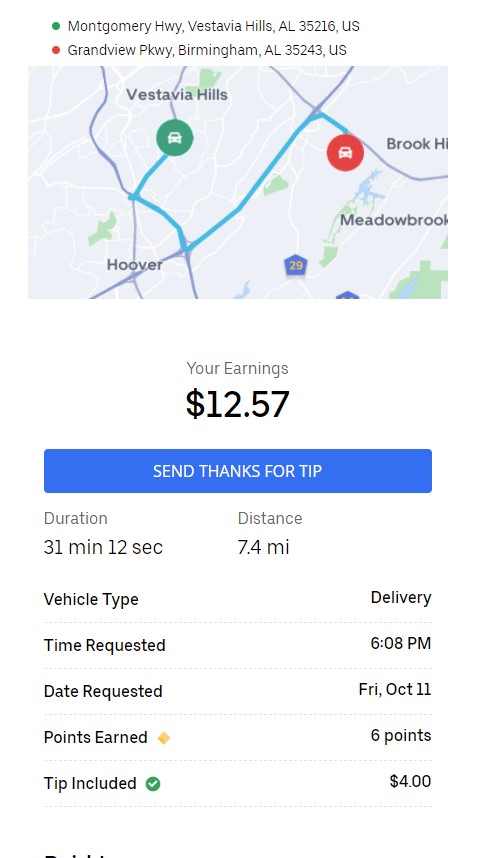 Montgomery Hwy, Vestavia Hills, AL 35216, US
Grandview Pkwy, Birmingham, AL 35243, US
Vestavia Hills
Brook Hi
Meadowbrook
Hoover
29
Your Earnings
$12.57
SEND THANKS FOR TIP
Duration Distance
31 min 12 sec 7.4 mi
Vehicle Type Delivery
Time Requested 6:08 PM
Date Requested Fri, Oct 11
Points Earned 6 points
Tip Included $4.00